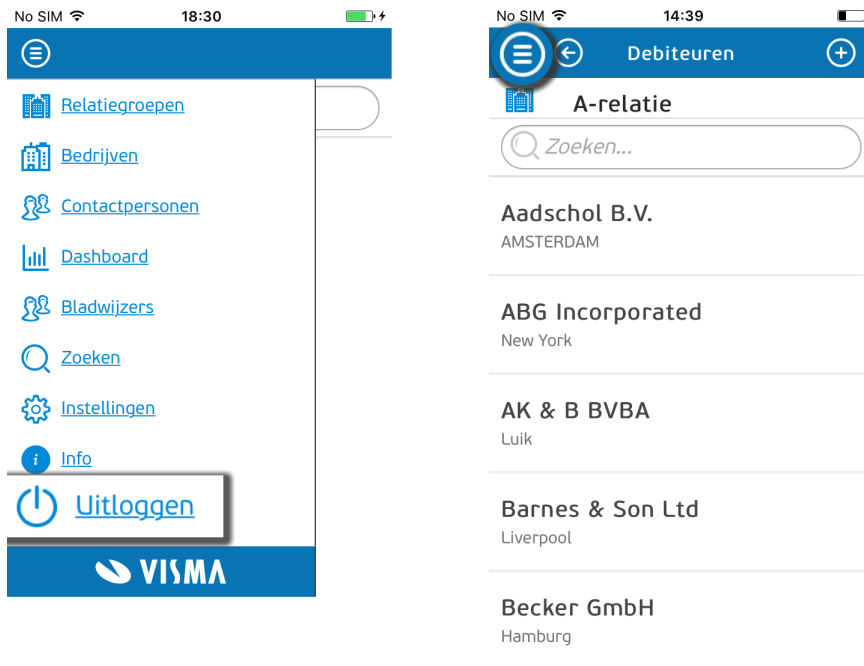 No SIM 18:30
Relatiegroepen
Bedrijven
Contactpersonen
Dashboard
Bladwijzers
Zoeken
Instellingen
i Info
Uitloggen
VISMA
No SIM 14:39
Debiteuren
A-relatie
Zoeken...
Aadschol B.V.
AMSTERDAM
ABG Incorporated
New York
AK & B BVBA
Luik
Barnes & Son Ltd
Liverpool
Becker GmbH
Hamburg